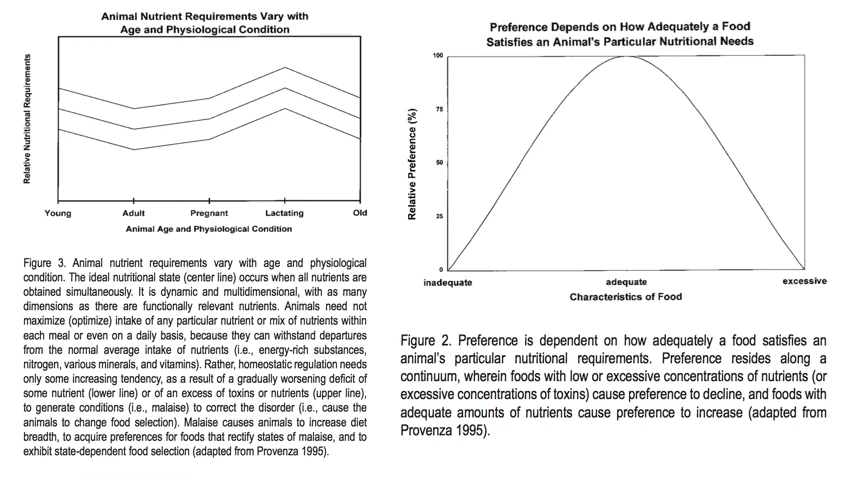 Animal Nutrient Requirements Vary with
Age and Physiological Condition
Relative Nutritional Requirements
Young
Adult
Pregnant
Lactating
Old
Animal Age and Physiological Condition
Figure 3. Animal nutrient requirements vary with age and physiological
condition. The ideal nutritional state (center line) occurs when all nutrients are
obtained simultaneously. It is dynamic and multidimensional, with as many
dimensions as there are functionally relevant nutrients. Animals need not
maximize (optimize) intake of any particular nutrient or mix of nutrients within
each meal or even on a daily basis, because they can withstand departures
from the normal average intake of nutrients (i.e., energy-rich substances,
nitrogen, various minerals, and vitamins). Rather, homeostatic regulation needs
only some increasing tendency, as a result of a gradually worsening deficit of
some nutrient (lower line) or of an excess of toxins or nutrients (upper line),
to generate conditions (i.e., malaise) to correct the disorder (i.e., cause the
animals to change food selection). Malaise causes animals to increase diet
breadth, to acquire preferences for foods that rectify states of malaise, and to
exhibit state-dependent food selection (adapted from Provenza 1995).
Preference Depends on How Adequately a Food
Satisfies an Animal's Particular Nutritional Needs
Relative Preference (%)
100
75
50
25
0
inadequate
adequate
excessive
Characteristics of Food
Figure 2. Preference is dependent on how adequately a food satisfies an
animal's particular nutritional requirements. Preference resides along a
continuum, wherein foods with low or excessive concentrations of nutrients (or
excessive concentrations of toxins) cause preference to decline, and foods with
adequate amounts of nutrients cause preference to increase (adapted from
Provenza 1995).